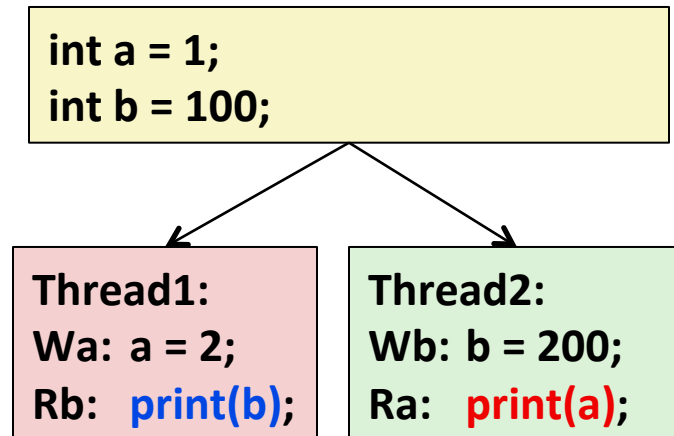 int a = 1;
int b = 100;
Thread1:
Wa: a = 2;
Rb: print(b);
Thread2:
Wb: b = 200;
Ra: print(a);